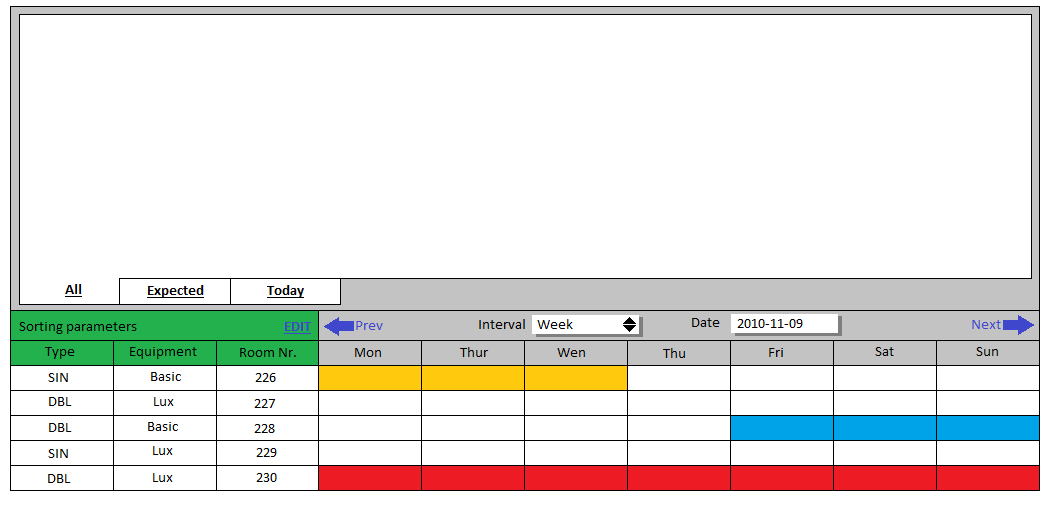 All Expected Today
Sorting parameters EDIT Prev Interval Week Date 2010-11-09 Next
Type Equipment Room Nr. Mon Thur Wen Thu Fri Sat Sun
SIN Basic 226
DBL Lux 227
DBL Basic 228
SIN Lux 229
DBL Lux 230